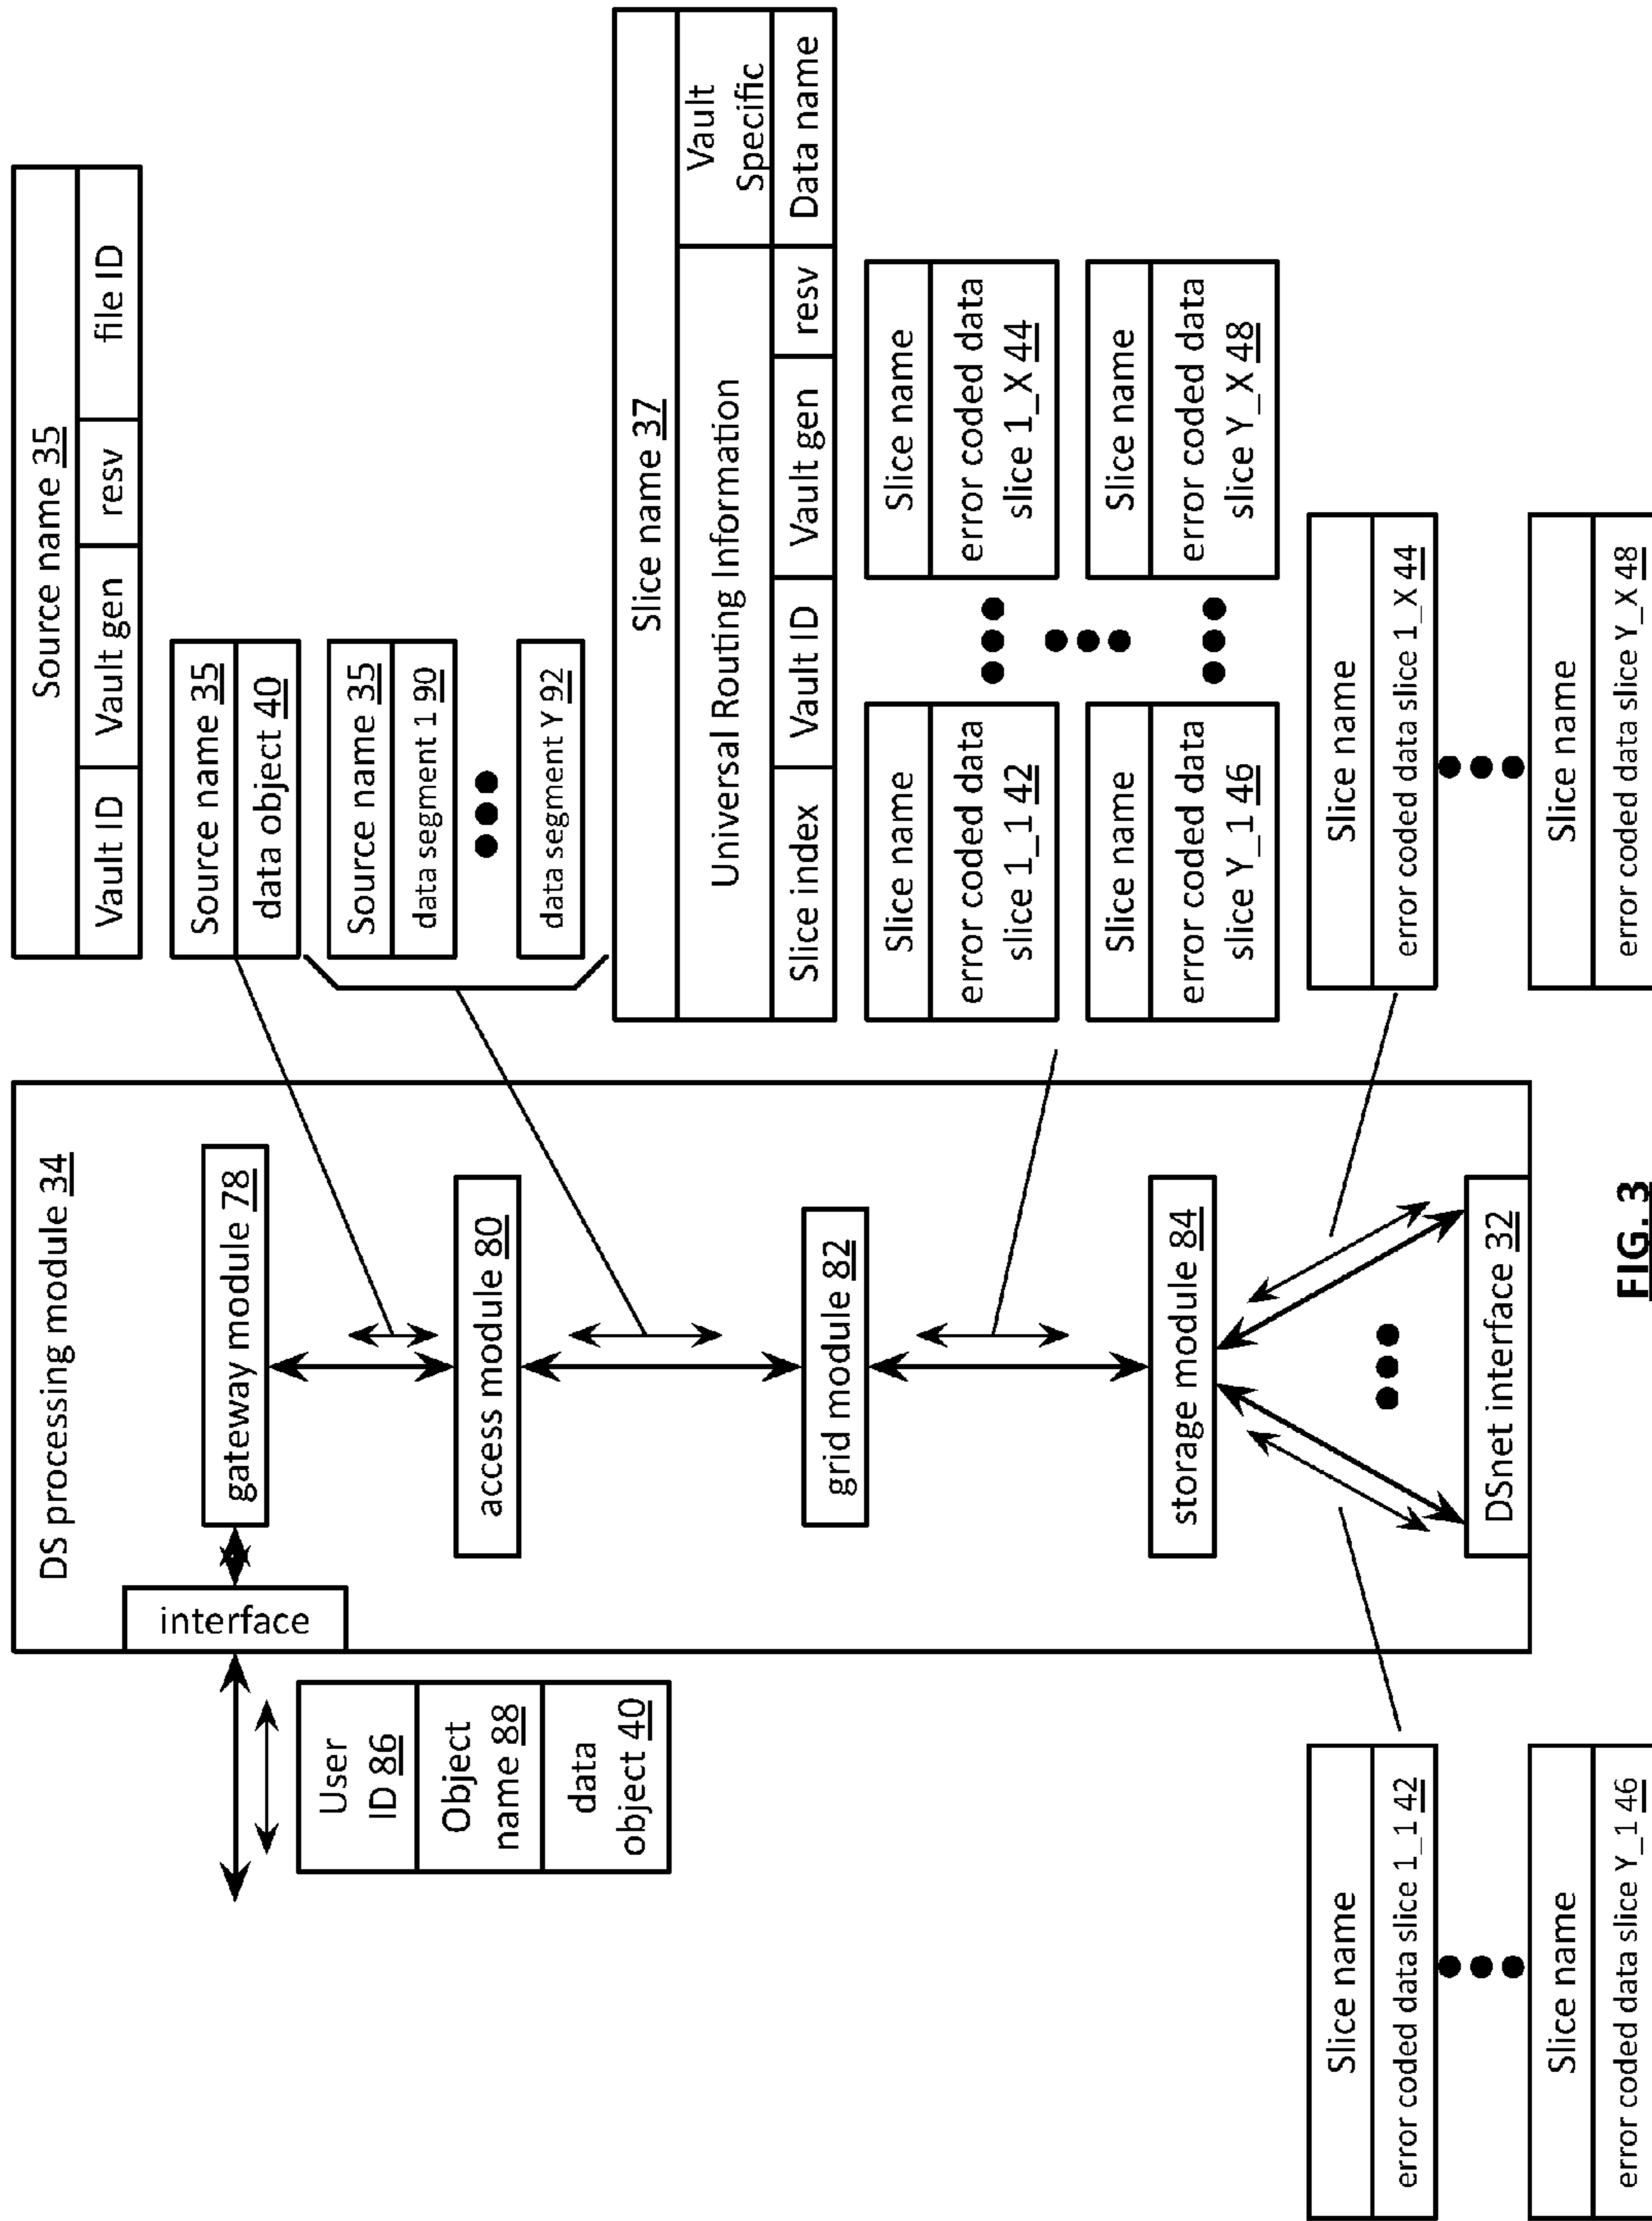 DS processing module 34
interface
gateway module 78
access module 80
grid module 82
storage module 84
DSnet interface 32
User
ID 86
Object
name 88
data
object 40
Source name 35
Vault ID
Vault gen
resv
file ID
Source name 35
data object 40
Source name 35
data segment 1 90
data segment Y 92
Slice name 37
Universal Routing Information
Vault
Specific
Slice index
Vault ID
Vault gen
resv
Data name
Slice name
error coded data
slice 1_1 42
Slice name
error coded data
slice 1_X 44
Slice name
error coded data
slice Y_1 46
Slice name
error coded data
slice Y_X 48
Slice name
error coded data slice 1_1 42
Slice name
error coded data slice Y_1 46
Slice name
error coded data slice 1_X 44
Slice name
error coded data slice Y_X 48
FIG. 3